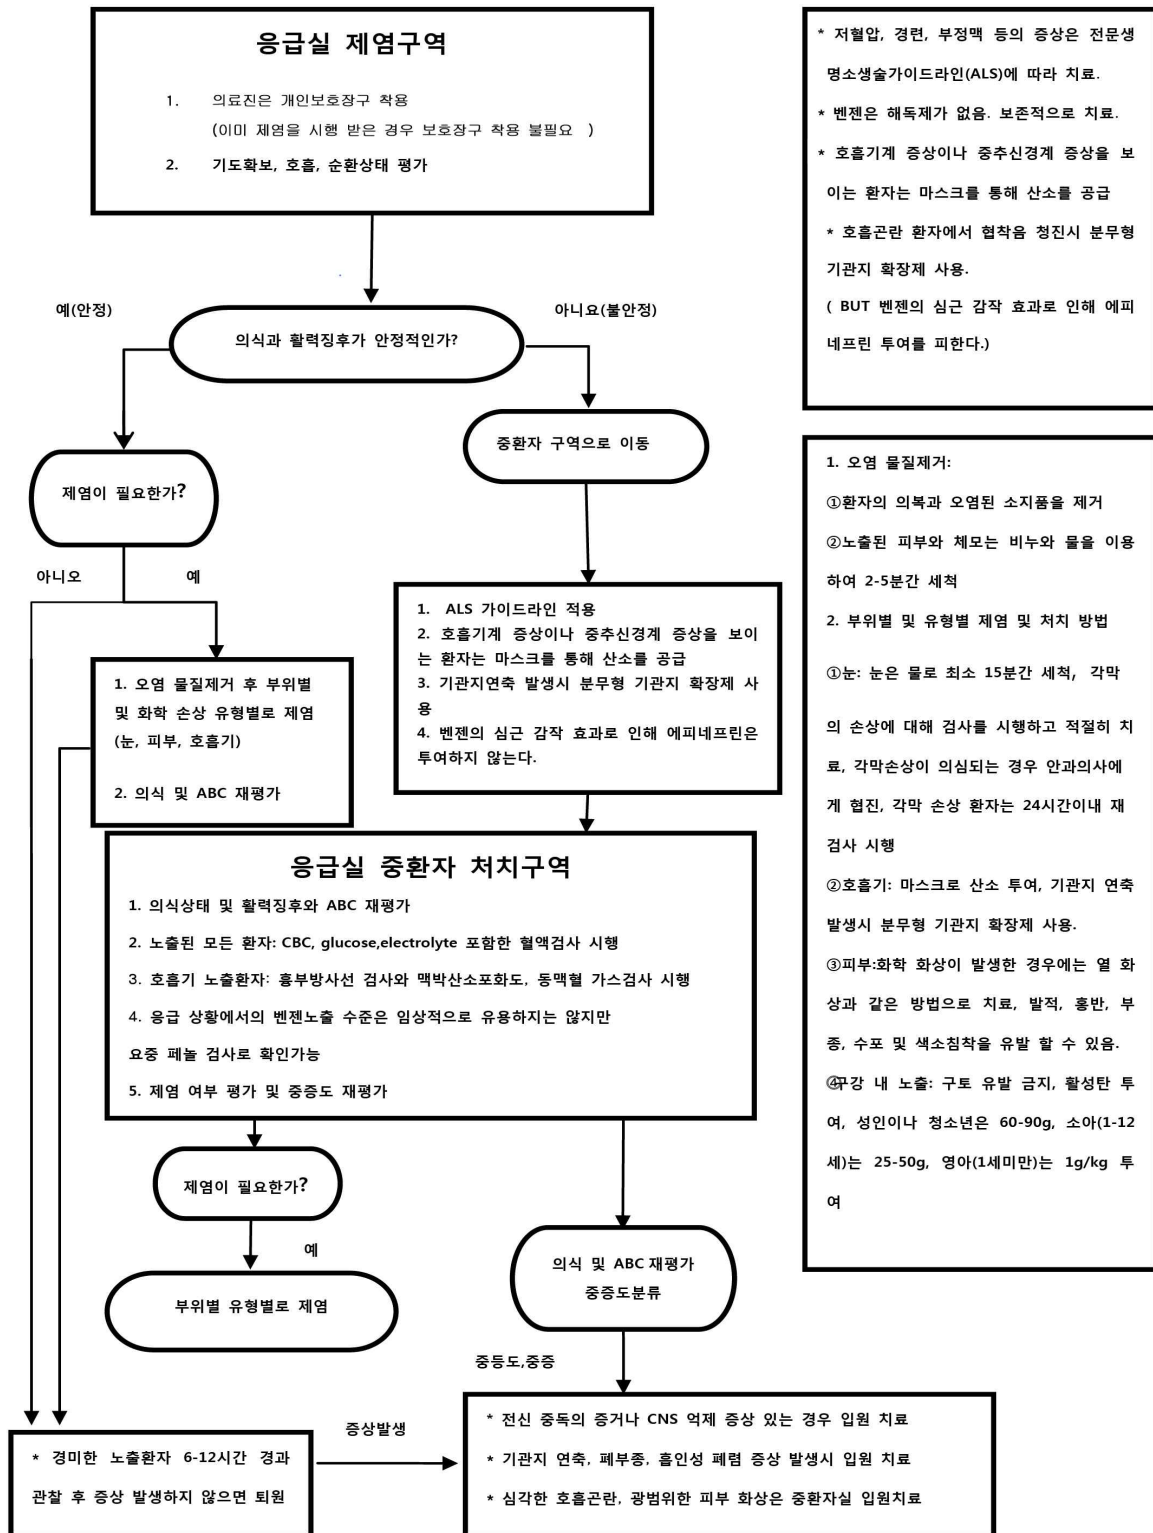 응급실 제염구역
1. 의료진은 개인보호장구 착용
(이미 제염을 시행 받은 경우 보호장구 착용 불필요 )
2. 기도확보, 호흡, 순환상태 평가
예(안정)
아니요(불안정)
의식과 활력징후가 안정적인가?
중환자 구역으로 이동
제염이 필요한가?
아니오
예
1. 오염 물질제거 후 부위별
및 화학 손상 유형별로 제염
(눈, 피부, 호흡기)
2. 의식 및 ABC 재평가
1. ALS 가이드라인 적용
2. 호흡기계 증상이나 중추신경계 증상을 보이
는 환자는 마스크를 통해 산소를 공급
3. 기관지연축 발생시 분무형 기관지 확장제 사
용
4. 벤젠의 심근 감작 효과로 인해 에피네프린은
투여하지 않는다.
응급실 중환자 처치구역
1. 의식상태 및 활력징후와 ABC 재평가
2. 노출된 모든 환자: CBC, glucose,electrolyte 포함한 혈액검사 시행
3. 호흡기 노출환자: 흉부방사선 검사와 맥박산소포화도, 동맥혈 가스검사 시행
4. 응급 상황에서의 벤젠노출 수준은 임상적으로 유용하지는 않지만
요중 페놀 검사로 확인가능
5. 제염 여부 평가 및 중증도 재평가
제염이 필요한가?
예
부위별 유형별로 제염
의식 및 ABC 재평가
중증도분류
중등도,중증
* 경미한 노출환자 6-12시간 경과
관찰 후 증상 발생하지 않으면 퇴원
증상발생
* 전신 중독의 증거나 CNS 억제 증상 있는 경우 입원 치료
* 기관지 연축, 폐부종, 흡인성 폐렴 증상 발생시 입원 치료
* 심각한 호흡곤란, 광범위한 피부 화상은 중환자실 입원치료
* 저혈압, 경련, 부정맥 등의 증상은 전문생
명소생술가이드라인(ALS)에 따라 치료.
* 벤젠은 해독제가 없음. 보존적으로 치료.
* 호흡기계 증상이나 중추신경계 증상을 보
이는 환자는 마스크를 통해 산소를 공급
* 호흡곤란 환자에서 협착음 청진시 분무형
기관지 확장제 사용.
( BUT 벤젠의 심근 감작 효과로 인해 에피
네프린 투여를 피한다.)
1. 오염 물질제거:
①환자의 의복과 오염된 소지품을 제거
②노출된 피부와 체모는 비누와 물을 이용
하여 2-5분간 세척
2. 부위별 및 유형별 제염 및 처치 방법
①눈: 눈은 물로 최소 15분간 세척, 각막
의 손상에 대해 검사를 시행하고 적절히 치
료, 각막손상이 의심되는 경우 안과의사에
게 협진, 각막 손상 환자는 24시간이내 재
검사 시행
②호흡기: 마스크로 산소 투여, 기관지 연축
발생시 분무형 기관지 확장제 사용.
③피부:화학 화상이 발생한 경우에는 열 화
상과 같은 방법으로 치료, 발적, 홍반, 부
종, 수포 및 색소침착을 유발 할 수 있음.
④구강 내 노출: 구토 유발 금지, 활성탄 투
여, 성인이나 청소년은 60-90g, 소아(1-12
세)는 25-50g, 영아(1세미만)는 1g/kg 투
여